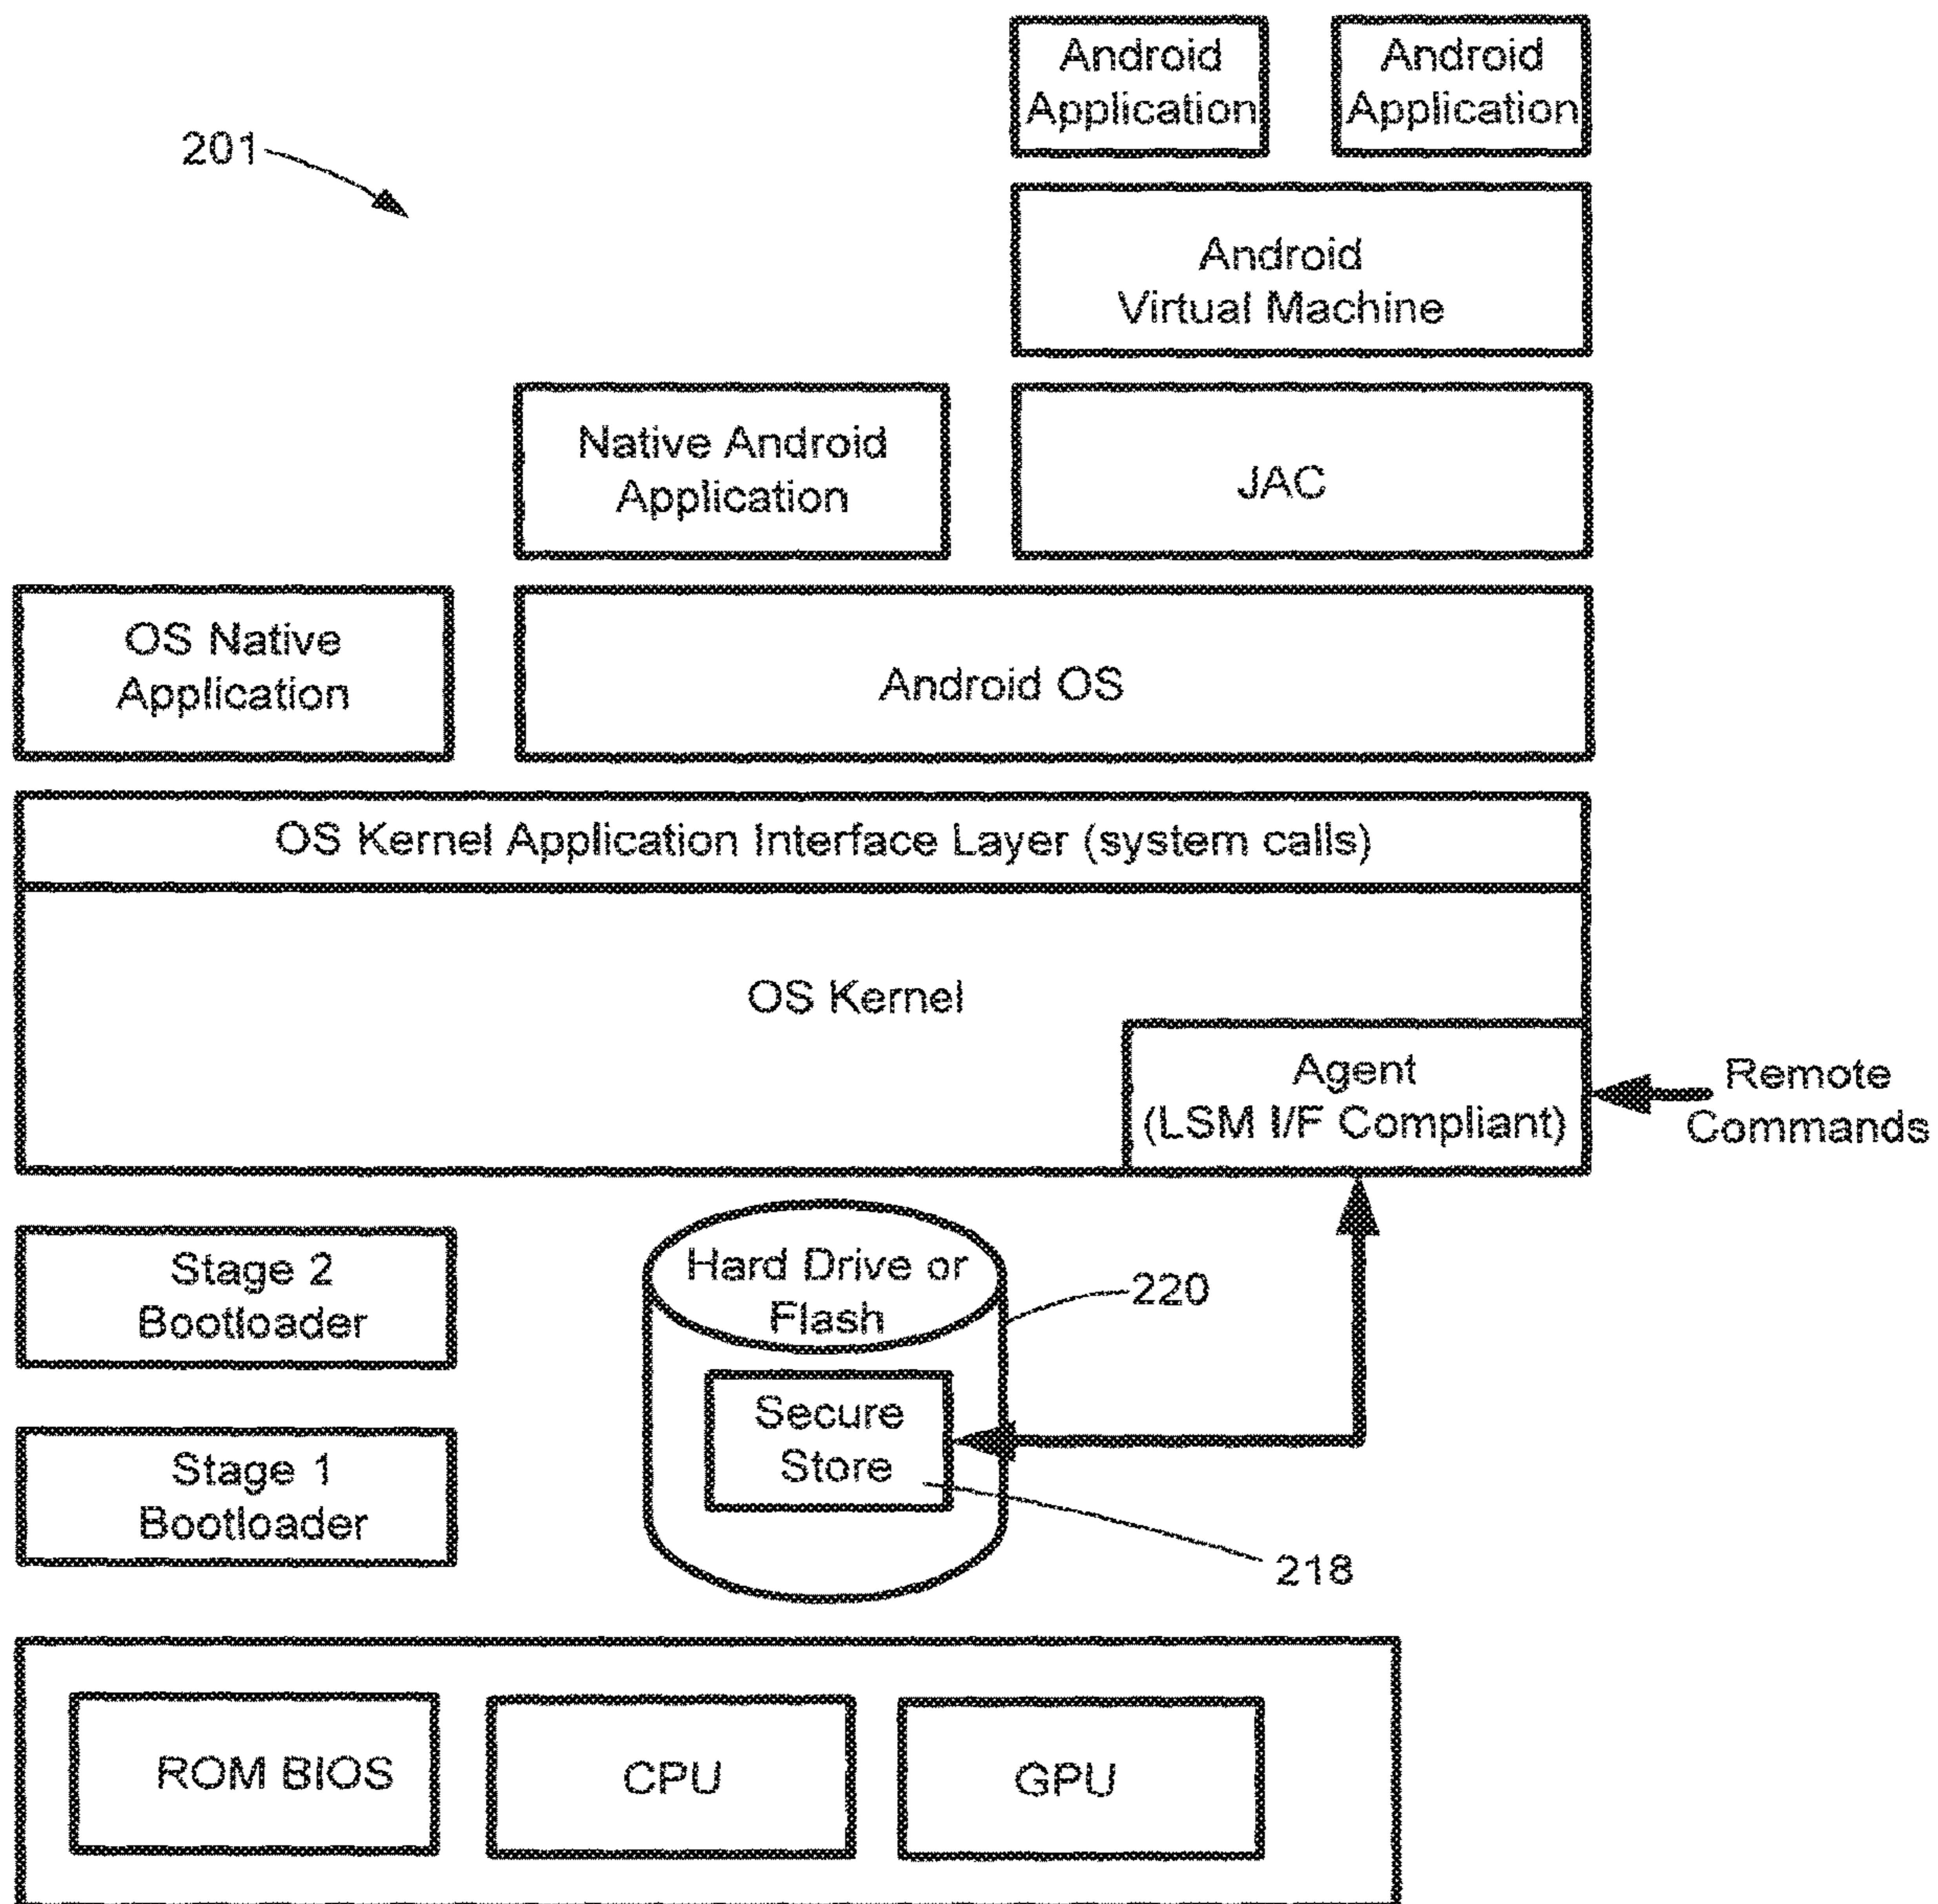 Android
Application
Android
Application
201
Android
Virtual Machine
Native Android
Application
JAC
OS Native
Application
Android OS
OS Kernel Application Interface Layer (system calls)
OS Kernel
Agent
(LSM I/F Compliant)
Remote
Commands
Stage 2
Bootloader
Hard Drive or
Flash
220
Secure
Store
Stage 1
Bootloader
218
ROM BIOS
CPU
GPU